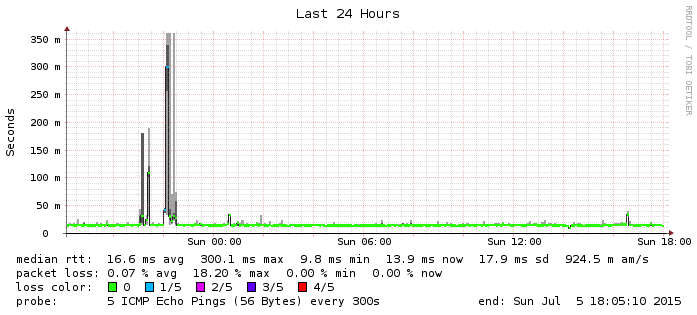 Last 24 Hours
RRDTOOL / TOBI OETIKER
Seconds
350 m
300 m
250 m
200 m
150 m
100 m
50 m
0
Sun 00:00 Sun 06:00 Sun 12:00 Sun 18:00
median rtt: 16.6 ms avg 300.1 ms max 9.8 ms min 13.9 ms now 17.9 ms sd 924.5 m am/s
packet loss: 0.07 % avg 18.20 % max 0.00 % min 0.00 % now
loss color: 0 1/5 2/5 3/5 4/5
probe: 5 ICMP Echo Pings (56 Bytes) every 300s end: Sun Jul 5 18:05:10 2015